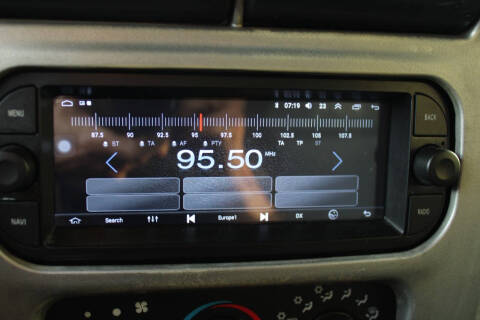 07:19 23
MENU
BACK
87.5 90 92.5 95 97.5 100 102.5 105 107.5
ST TA AF PTY TA TP ST
95.50 MHz
NAVI
RADIO
Search Europe1 DX